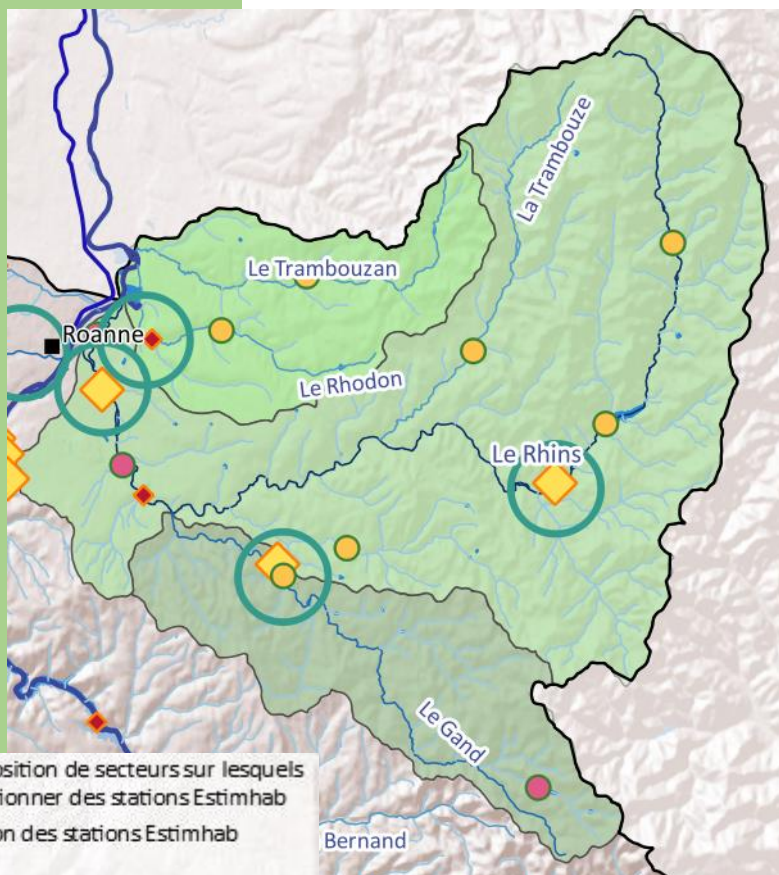 La Trambouze
Le Trambouzan
Roanne
Le Rhodon
Le Rhins
Le Gand
sition de secteurs sur lesquels
ionner des stations Estimhab
on des stations Estimhab
Bernand